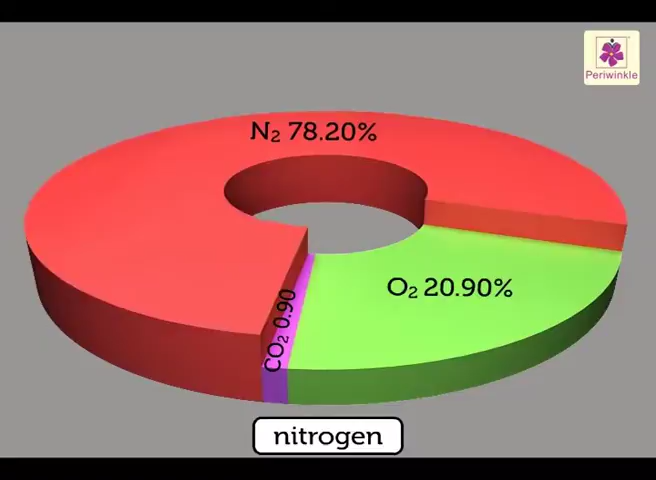 Periwinkle
N₂ 78.20%
O₂ 20.90%
CO₂ 0.90
nitrogen